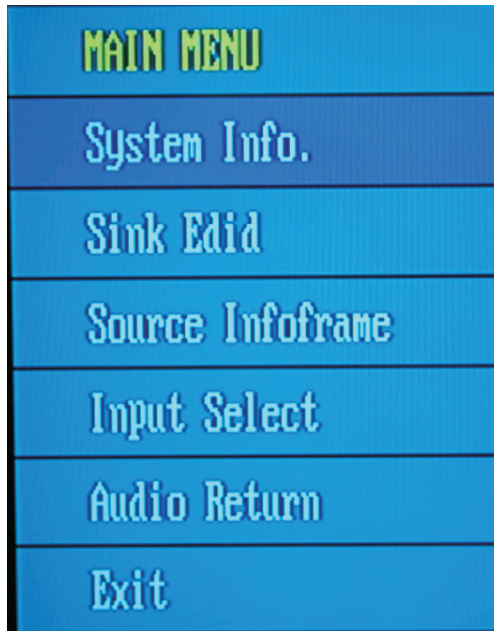 MAIN MENU
System Info.
Sink Edid
Source Infoframe
Input Select
Audio Return
Exit